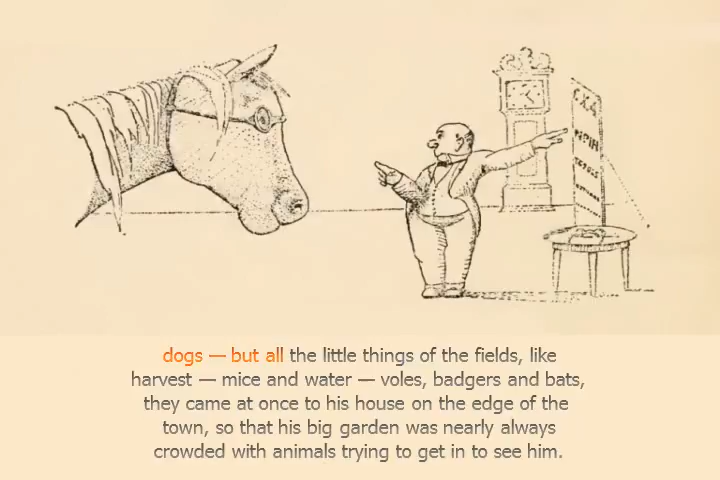 dogs — but all the little things of the fields, like
harvest — mice and water — voles, badgers and bats,
they came at once to his house on the edge of the
town, so that his big garden was nearly always
crowded with animals trying to get in to see him.